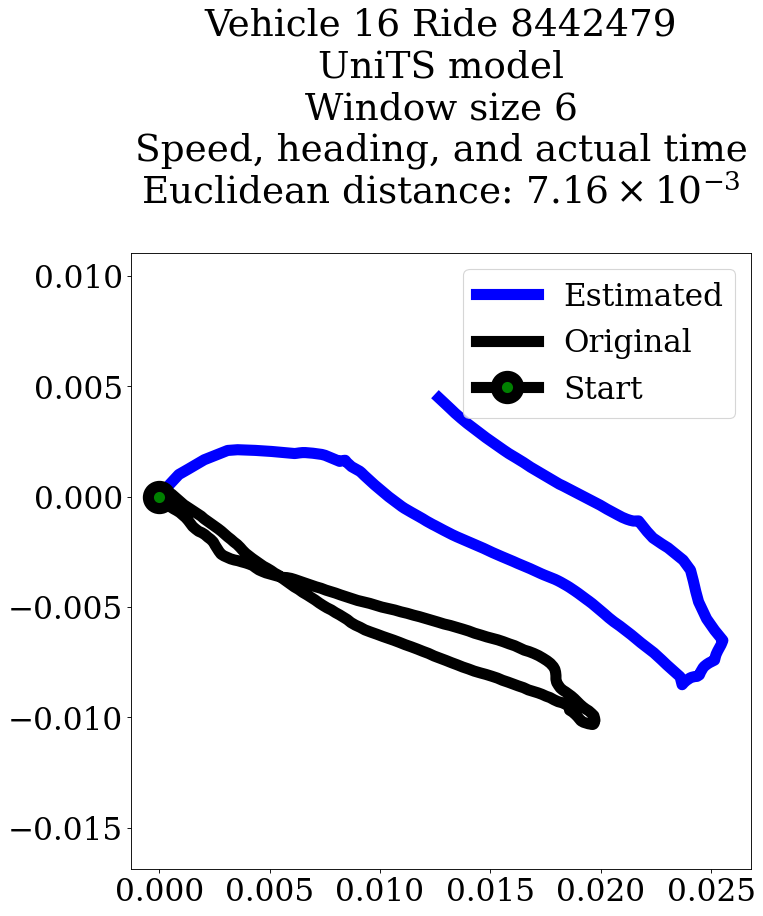 Vehicle 16 Ride 8442479
UniTS model
Window size 6
Speed, heading, and actual time
Euclidean distance: 7.16 × 10⁻³
Estimated
Original
Start
0.010
0.005
0.000
−0.005
−0.010
−0.015
0.000 0.005 0.010 0.015 0.020 0.025